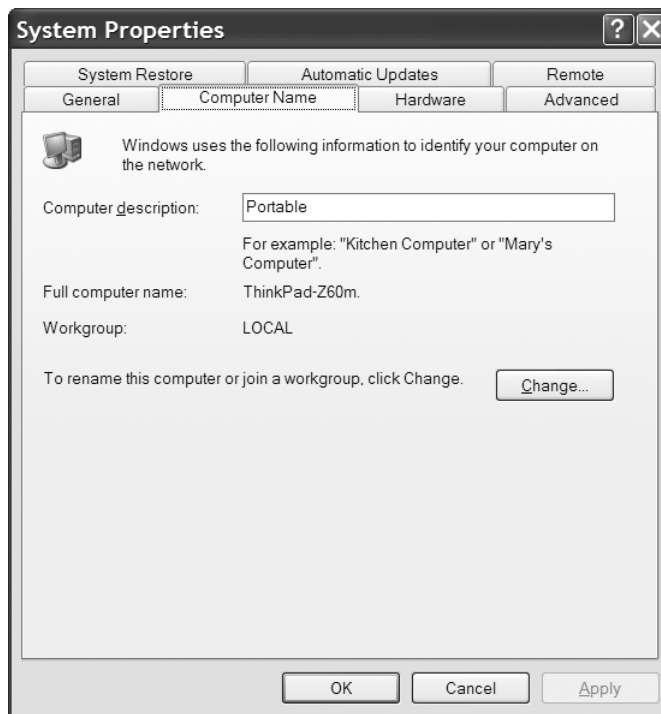 System Properties
System Restore Automatic Updates Remote
General Computer Name Hardware Advanced
Windows uses the following information to identify your computer on
the network.
Computer description: Portable
For example: "Kitchen Computer" or "Mary's
Computer".
Full computer name: ThinkPad-Z60m.
Workgroup: LOCAL
To rename this computer or join a workgroup, click Change. Change...
OK Cancel Apply